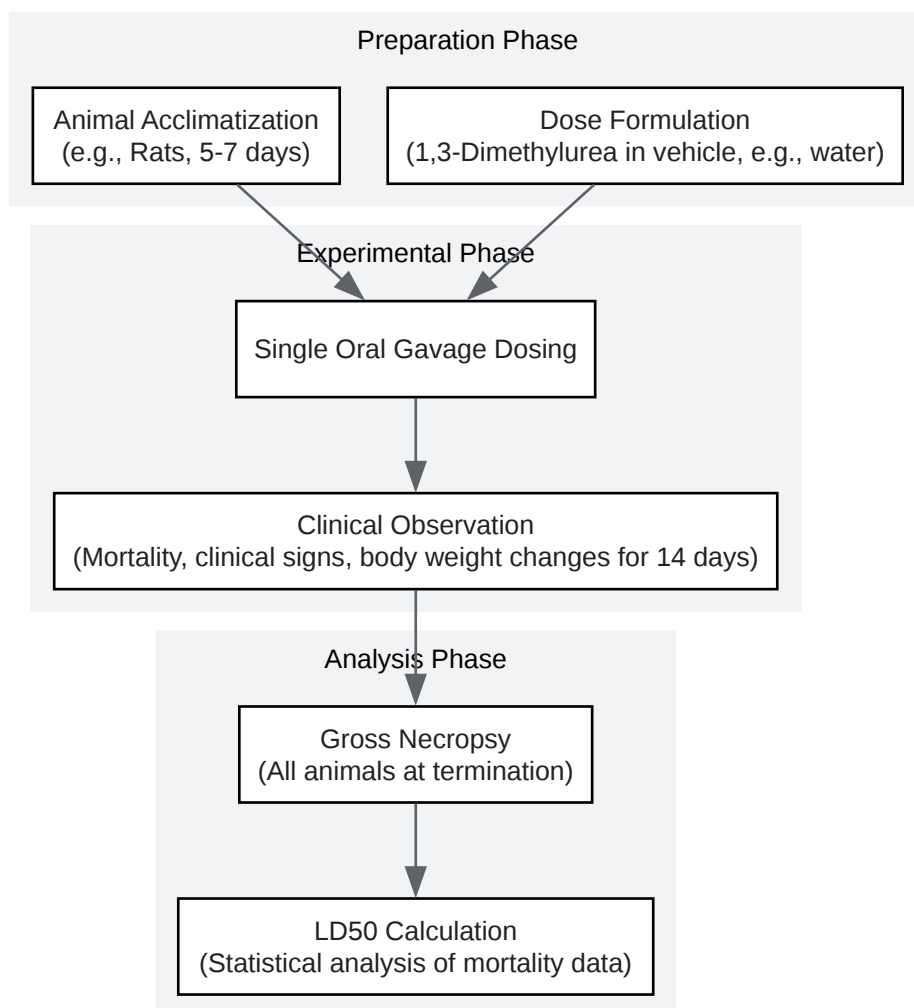 Preparation Phase
Animal Acclimatization
(e.g., Rats, 5-7 days)
Dose Formulation
(1,3-Dimethylurea in vehicle, e.g., water)
Experimental Phase
Single Oral Gavage Dosing
Clinical Observation
(Mortality, clinical signs, body weight changes for 14 days)
Analysis Phase
Gross Necropsy
(All animals at termination)
LD50 Calculation
(Statistical analysis of mortality data)